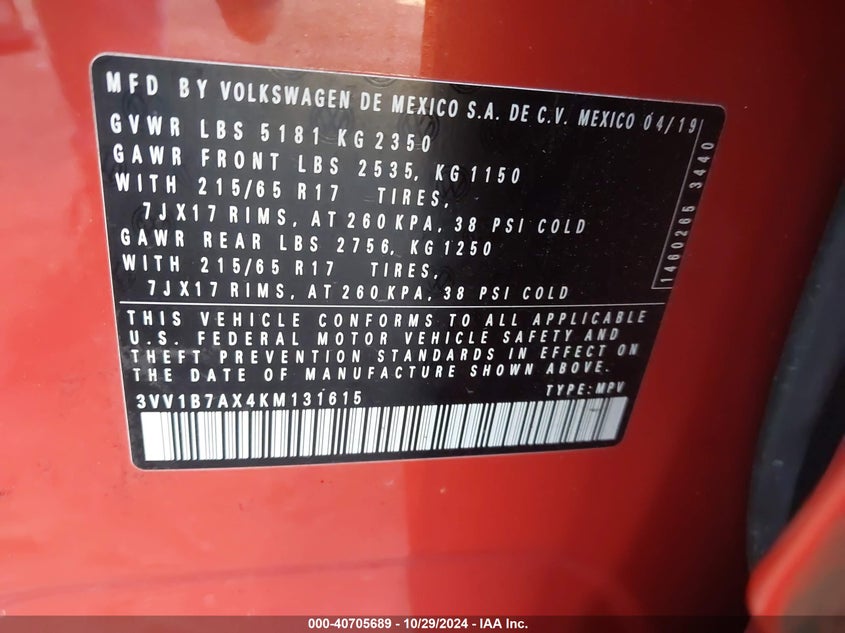 MFD BY VOLKSWAGEN DE MEXICO S.A. DE C.V. MEXICO 04/19
GVWR LBS 5181 KG 2350
GAWR FRONT LBS 2535, KG 1150
WITH 215/65 R17 TIRES,
7JX17 RIMS, AT 260 KPA, 38 PSI COLD
GAWR REAR LBS 2756, KG 1250
WITH 215/65 R17 TIRES,
7JX17 RIMS, AT 260 KPA, 38 PSI COLD
1460265 3440
THIS VEHICLE CONFORMS TO ALL APPLICABLE
U.S. FEDERAL MOTOR VEHICLE SAFETY AND
THEFT PREVENTION STANDARDS IN EFFECT ON
THE DATE OF MANUFACTURE SHOWN ABOVE.
3VV1B7AX4KM131615 TYPE: MPV
000-40705689 - 10/29/2024 - IAA Inc.